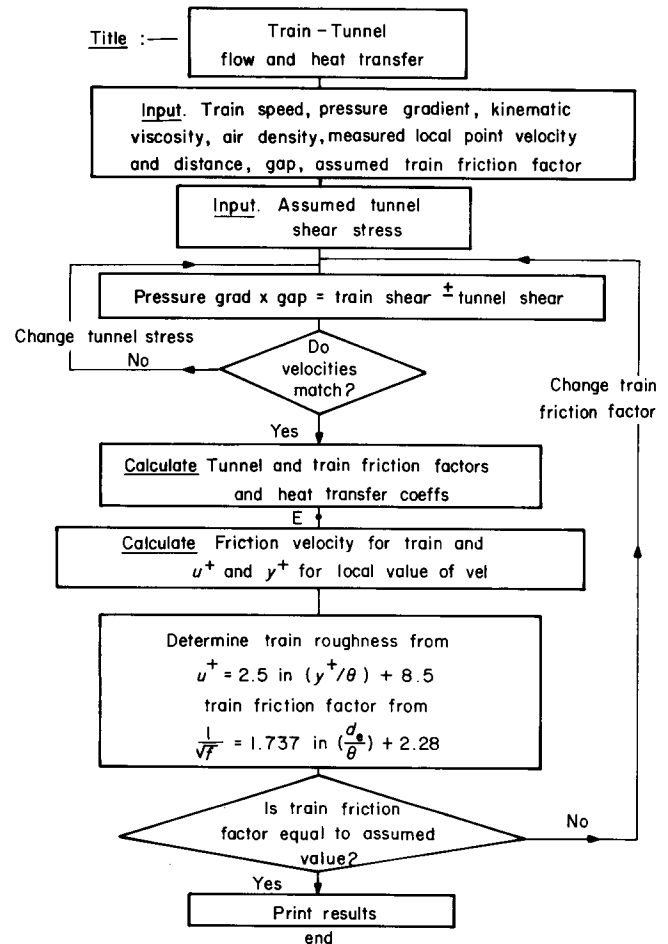 Title :—
Train – Tunnel
flow and heat transfer
Input. Train speed, pressure gradient, kinematic
viscosity, air density, measured local point velocity
and distance, gap, assumed train friction factor
Input. Assumed tunnel
shear stress
Pressure grad x gap = train shear ± tunnel shear
Change tunnel stress
No
Do
velocities
match?
Change train
friction factor
Yes
Calculate Tunnel and train friction factors
and heat transfer coeffs
E
Calculate Friction velocity for train and
u⁺ and y⁺ for local value of vel
Determine train roughness from
u⁺ = 2.5 in (y⁺/θ) + 8.5
train friction factor from
1/√f = 1.737 in (dₑ/θ) + 2.28
Is train friction
factor equal to assumed
value?
No
Yes
Print results
end